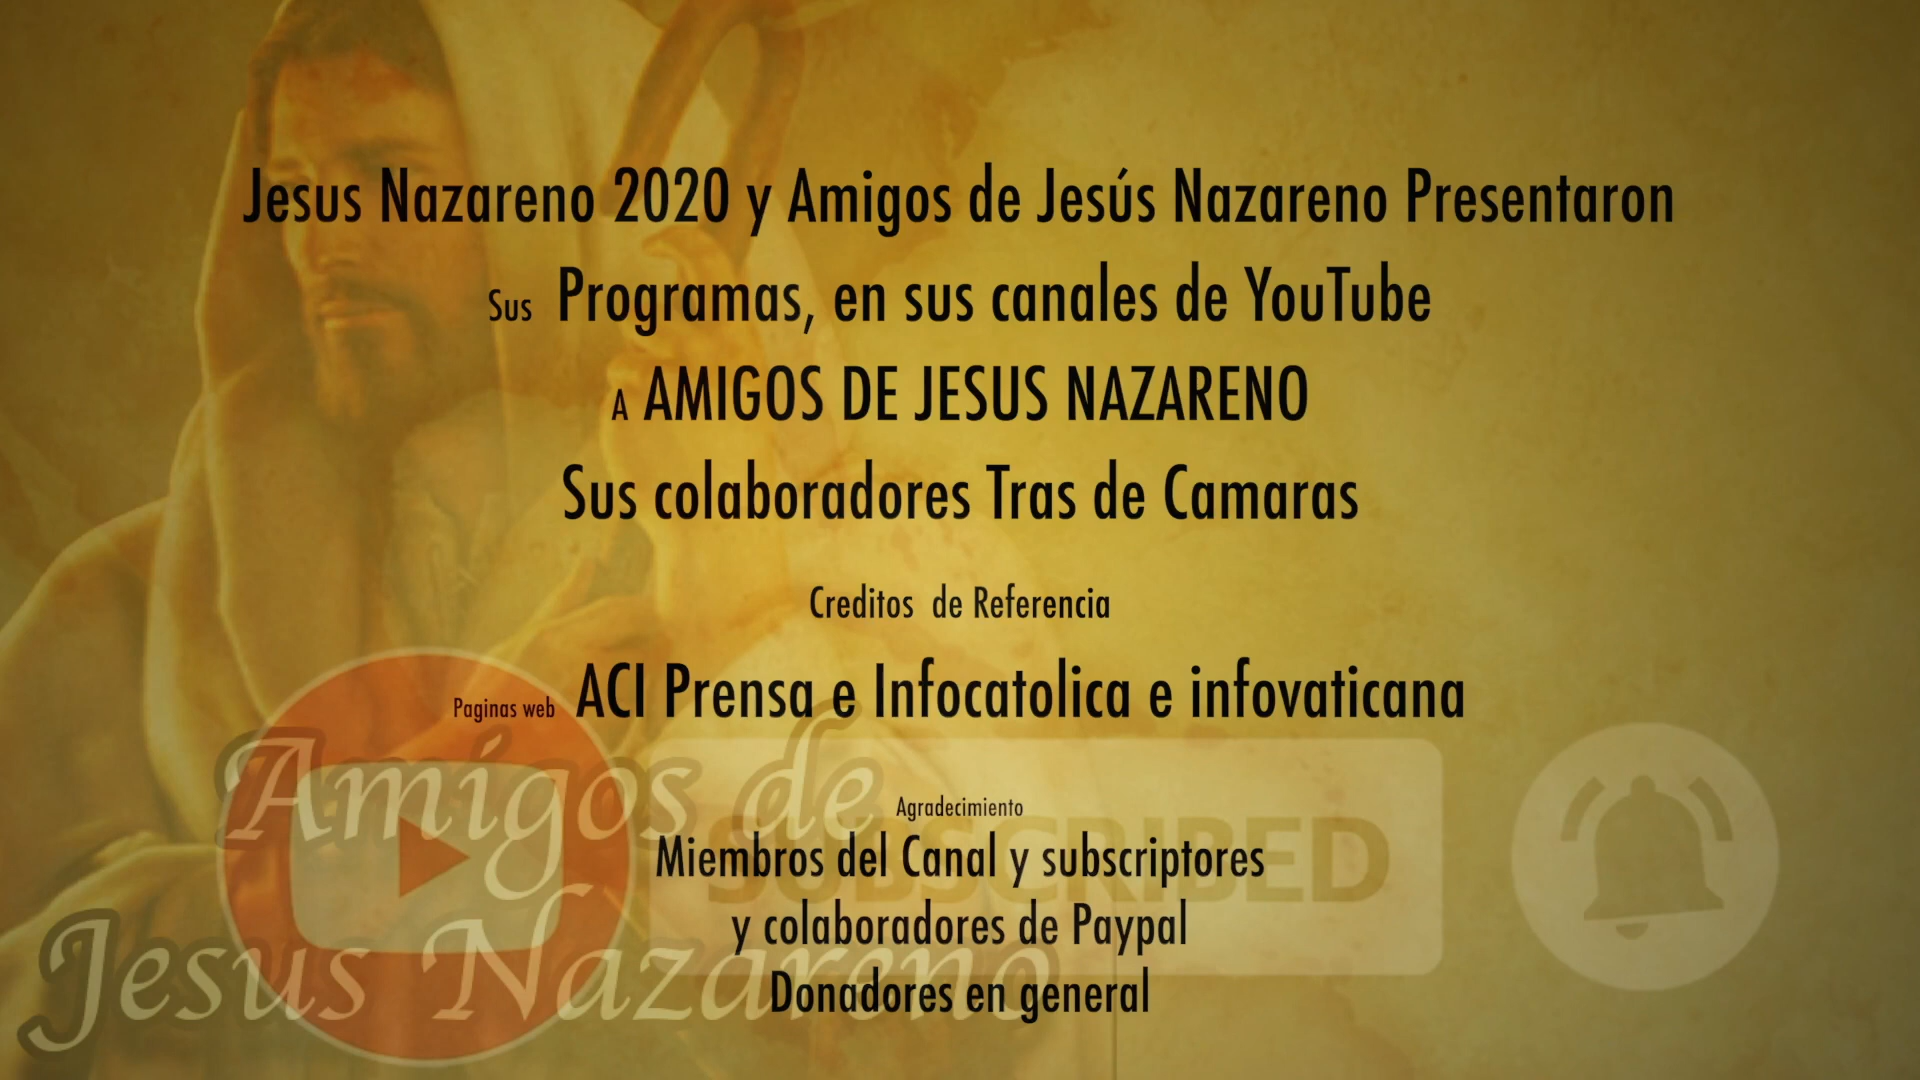 Jesus Nazareno 2020 y Amigos de Jesús Nazareno Presentaron
Sus Programas, en sus canales de YouTube
A AMIGOS DE JESUS NAZARENO
Sus colaboradores Tras de Camaras
Creditos de Referencia
Paginas web ACI Prensa e Infocatolica e infovaticana
Agradecimiento
Miembros del Canal y subscriptores
y colaboradores de Paypal
Donadores en general
Amigos de
Jesus Nazareno
SUBSCRIBED